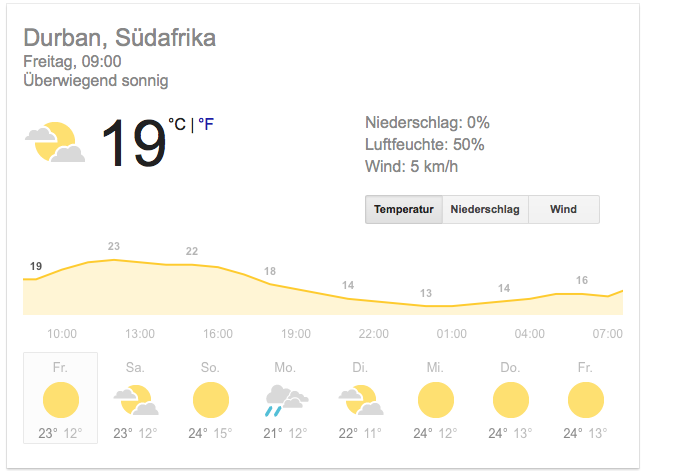 Durban, Südafrika
Freitag, 09:00
Überwiegend sonnig
19 °C | °F
Niederschlag: 0%
Luftfeuchte: 50%
Wind: 5 km/h
Temperatur Niederschlag Wind
19 23 22 18 14 13 14 16
10:00 13:00 16:00 19:00 22:00 01:00 04:00 07:00
Fr. Sa. So. Mo. Di. Mi. Do. Fr.
23° 12° 23° 12° 24° 15° 21° 12° 22° 11° 24° 12° 24° 13° 24° 13°